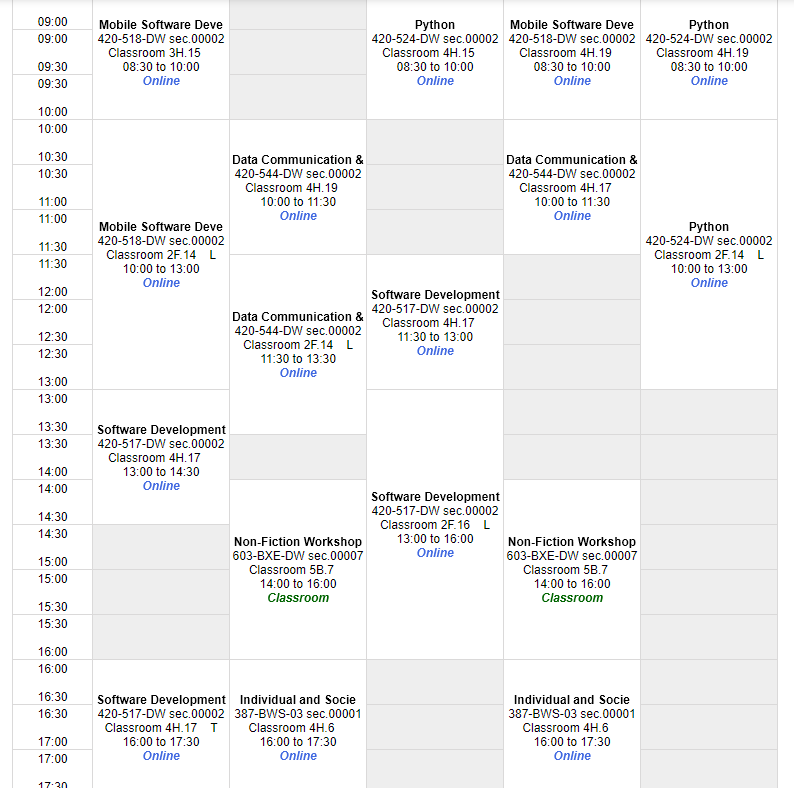 09:00
09:00
09:30
09:30
10:00
10:00
10:30
10:30
11:00
11:00
11:30
11:30
12:00
12:00
12:30
12:30
13:00
13:00
13:30
13:30
14:00
14:00
14:30
14:30
15:00
15:00
15:30
15:30
16:00
16:00
16:30
16:30
17:00
17:00
17:30
Mobile Software Deve
420-518-DW sec.00002
Classroom 3H.15
08:30 to 10:00
Online
Mobile Software Deve
420-518-DW sec.00002
Classroom 2F.14 L
10:00 to 13:00
Online
Software Development
420-517-DW sec.00002
Classroom 4H.17
13:00 to 14:30
Online
Software Development
420-517-DW sec.00002
Classroom 4H.17 T
16:00 to 17:30
Online
Data Communication &
420-544-DW sec.00002
Classroom 4H.19
10:00 to 11:30
Online
Data Communication &
420-544-DW sec.00002
Classroom 2F.14 L
11:30 to 13:30
Online
Non-Fiction Workshop
603-BXE-DW sec.00007
Classroom 5B.7
14:00 to 16:00
Classroom
Individual and Socie
387-BWS-03 sec.00001
Classroom 4H.6
16:00 to 17:30
Online
Python
420-524-DW sec.00002
Classroom 4H.15
08:30 to 10:00
Online
Software Development
420-517-DW sec.00002
Classroom 4H.17
11:30 to 13:00
Online
Software Development
420-517-DW sec.00002
Classroom 2F.16 L
13:00 to 16:00
Online
Mobile Software Deve
420-518-DW sec.00002
Classroom 4H.19
08:30 to 10:00
Online
Data Communication &
420-544-DW sec.00002
Classroom 4H.17
10:00 to 11:30
Online
Non-Fiction Workshop
603-BXE-DW sec.00007
Classroom 5B.7
14:00 to 16:00
Classroom
Individual and Socie
387-BWS-03 sec.00001
Classroom 4H.6
16:00 to 17:30
Online
Python
420-524-DW sec.00002
Classroom 4H.19
08:30 to 10:00
Online
Python
420-524-DW sec.00002
Classroom 2F.14 L
10:00 to 13:00
Online